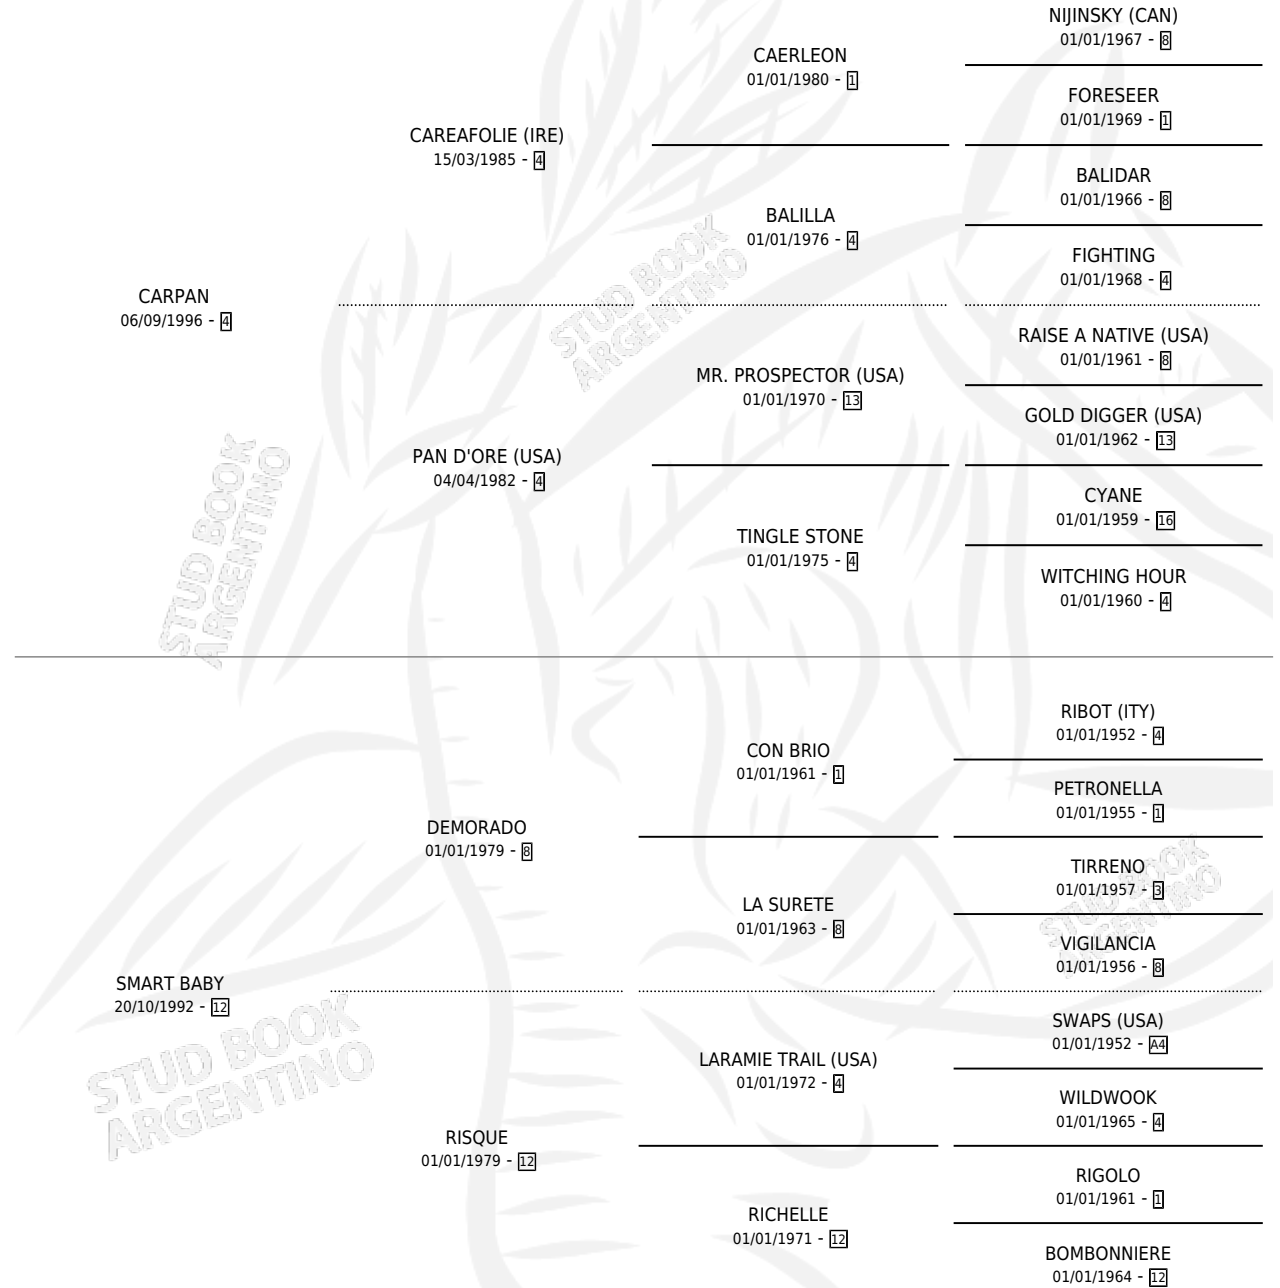 NIJINSKY (CAN)
01/01/1967 - 8
CAERLEON
01/01/1980 - 1
FORESEER
01/01/1969 - 1
CAREAFOLIE (IRE)
15/03/1985 - 4
BALIDAR
01/01/1966 - 8
BALILLA
01/01/1976 - 4
FIGHTING
01/01/1968 - 4
CARPAN
06/09/1996 - 4
RAISE A NATIVE (USA)
01/01/1961 - 8
MR. PROSPECTOR (USA)
01/01/1970 - 13
GOLD DIGGER (USA)
01/01/1962 - 13
PAN D'ORE (USA)
04/04/1982 - 4
CYANE
01/01/1959 - 16
TINGLE STONE
01/01/1975 - 4
WITCHING HOUR
01/01/1960 - 4
RIBOT (ITY)
01/01/1952 - 4
CON BRIO
01/01/1961 - 1
PETRONELLA
01/01/1955 - 1
DEMORADO
01/01/1979 - 8
TIRRENO
01/01/1957 - 3
LA SURETE
01/01/1963 - 8
VIGILANCIA
01/01/1956 - 8
SMART BABY
20/10/1992 - 12
SWAPS (USA)
01/01/1952 - A4
LARAMIE TRAIL (USA)
01/01/1972 - 4
WILDWOOK
01/01/1965 - 4
RISQUE
01/01/1979 - 12
RIGOLO
01/01/1961 - 1
RICHELLE
01/01/1971 - 12
BOMBONNIERE
01/01/1964 - 12
STUD BOOK
ARGENTINO
STUD BOOK
ARGENTINO
STUD BOOK
ARGENTINO
STUD BOOK
ARGENTINO